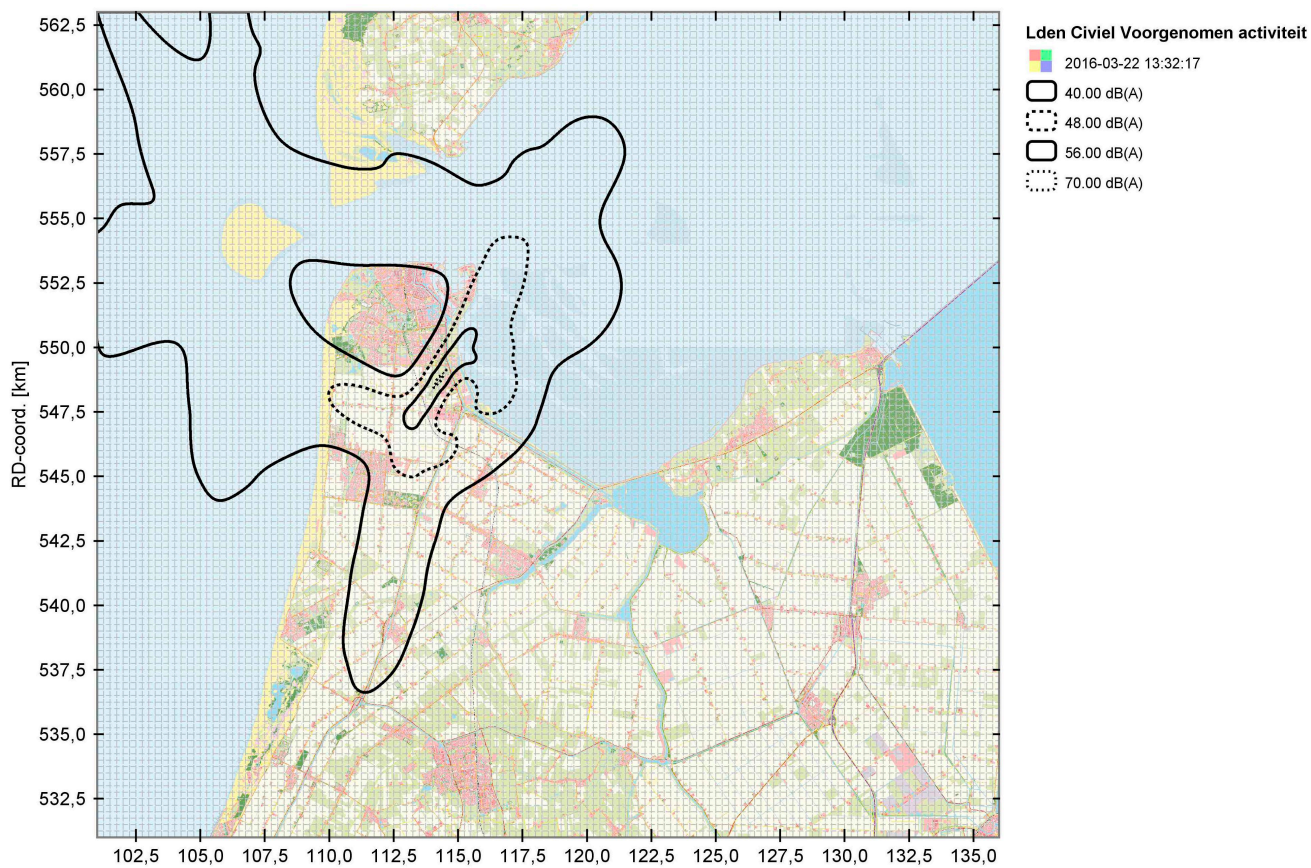 Lden Civiel Voorgenomen activiteit
2016-03-22 13:32:17
40.00 dB(A)
48.00 dB(A)
56.00 dB(A)
70.00 dB(A)
RD-coord. [km]
562,5
560,0
557,5
555,0
552,5
550,0
547,5
545,0
542,5
540,0
537,5
535,0
532,5
102,5 105,0 107,5 110,0 112,5 115,0 117,5 120,0 122,5 125,0 127,5 130,0 132,5 135,0